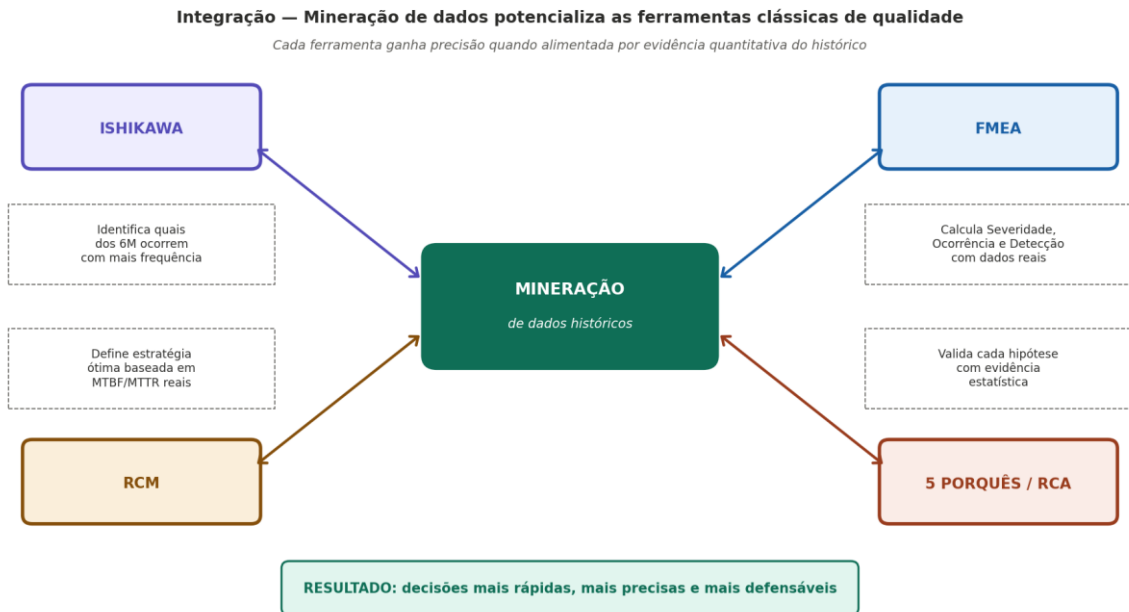 Integração — Mineração de dados potencializa as ferramentas clássicas de qualidade
Cada ferramenta ganha precisão quando alimentada por evidência quantitativa do histórico
ISHIKAWA
FMEA
Identifica quais
dos 6M ocorrem
com mais frequência
Calcula Severidade,
Ocorrência e Detecção
com dados reais
MINERAÇÃO
de dados históricos
Define estratégia
ótima baseada em
MTBF/MTTR reais
Valida cada hipótese
com evidência
estatística
RCM
5 PORQUÊS / RCA
RESULTADO: decisões mais rápidas, mais precisas e mais defensáveis